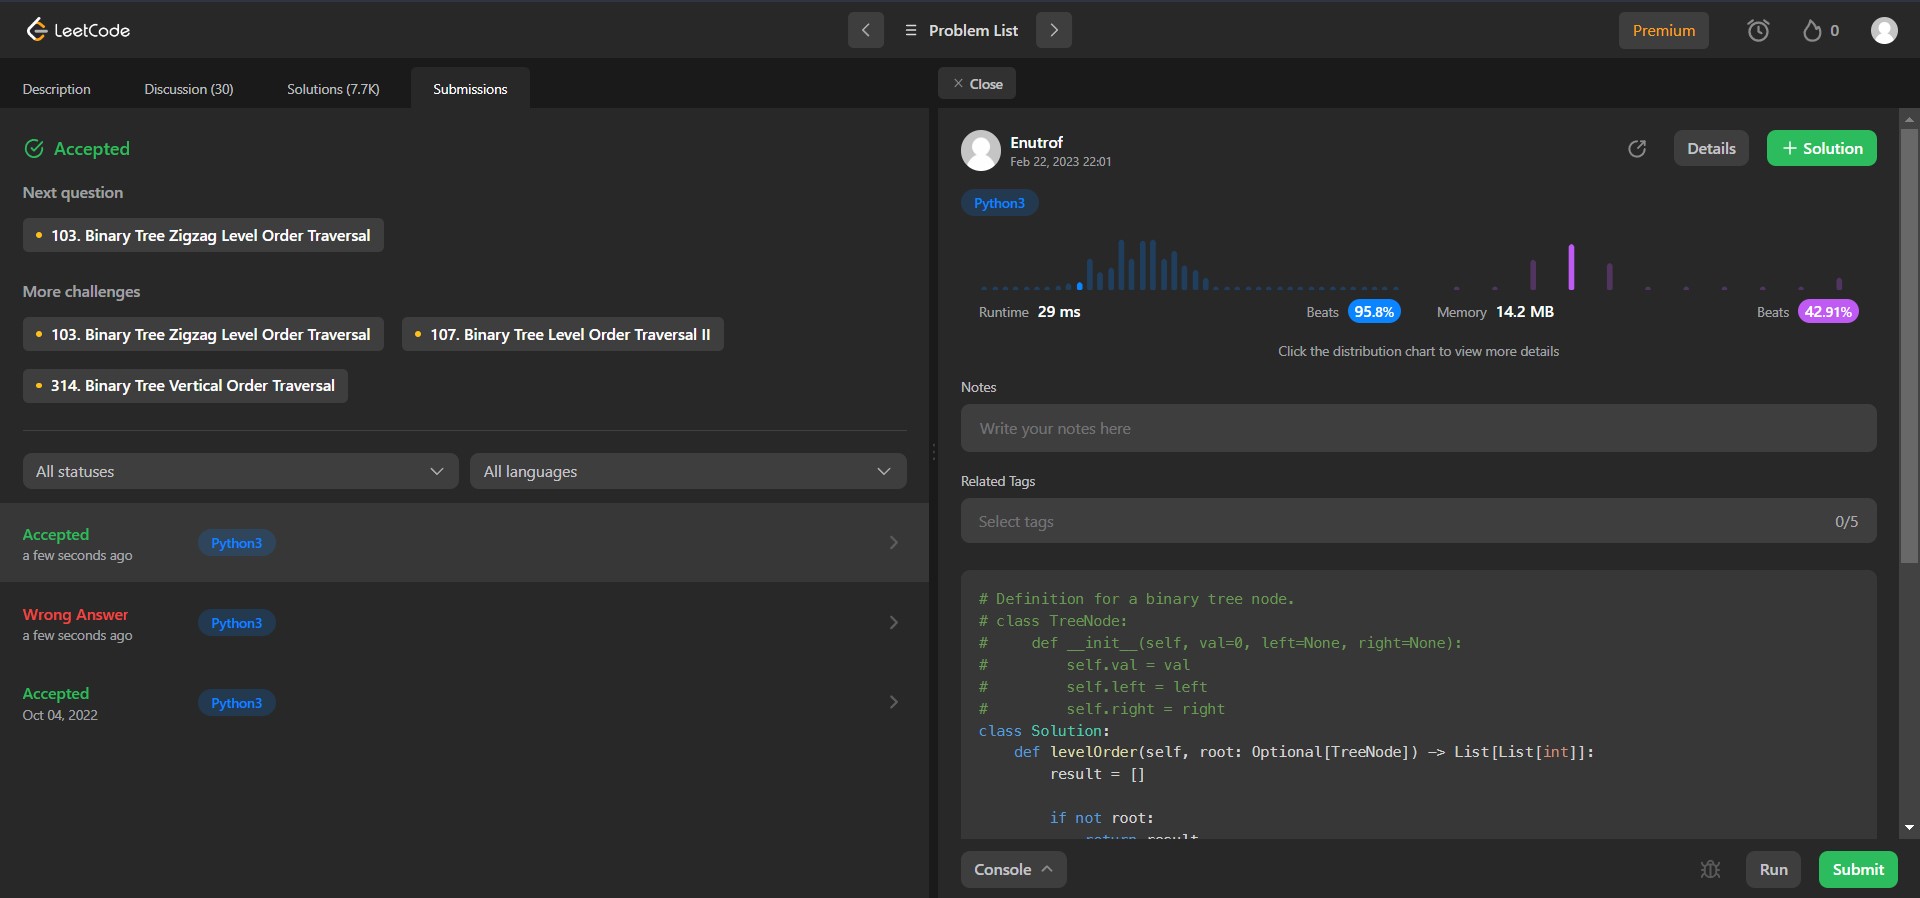 LeetCode
Problem List
Premium
0
Description
Discussion (30)
Solutions (7.7K)
Submissions
Close
Accepted
Next question
103. Binary Tree Zigzag Level Order Traversal
More challenges
103. Binary Tree Zigzag Level Order Traversal
107. Binary Tree Level Order Traversal II
314. Binary Tree Vertical Order Traversal
All statuses
All languages
Accepted
a few seconds ago
Python3
Wrong Answer
a few seconds ago
Python3
Accepted
Oct 04, 2022
Python3
Enutrof
Feb 22, 2023 22:01
Details
+ Solution
Python3
Runtime 29 ms
Beats 95.8%
Memory 14.2 MB
Beats 42.91%
Click the distribution chart to view more details
Notes
Write your notes here
Related Tags
Select tags
0/5
# Definition for a binary tree node.
# class TreeNode:
#     def __init__(self, val=0, left=None, right=None):
#         self.val = val
#         self.left = left
#         self.right = right
class Solution:
    def levelOrder(self, root: Optional[TreeNode]) -> List[List[int]]:
        result = []
        if not root:
            return result
Console
Run
Submit